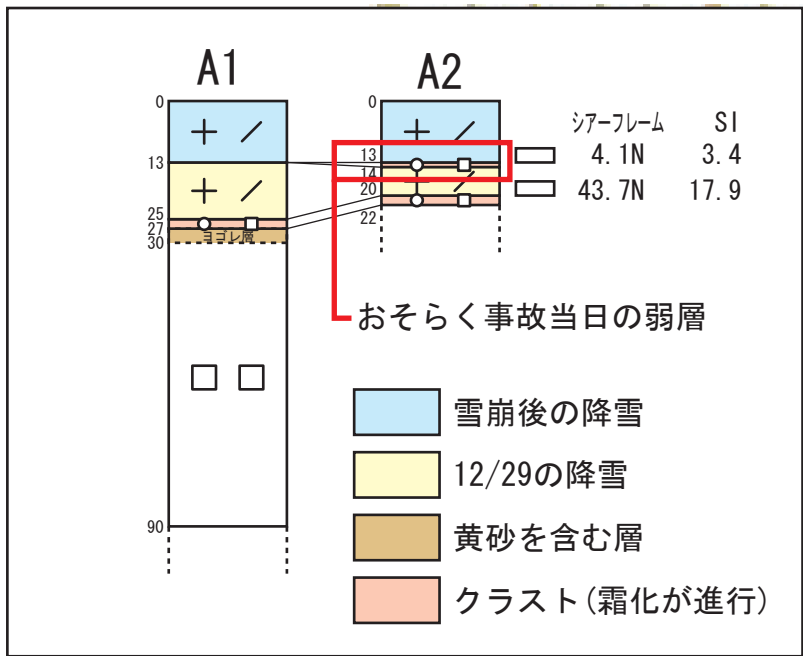 A1
A2
0
13
25
27
30
90
ヨゴレ層
0
13
14
20
22
シアーフレーム SI
4.1N 3.4
43.7N 17.9
おそらく事故当日の弱層
雪崩後の降雪
12/29の降雪
黄砂を含む層
クラスト(霜化が進行)